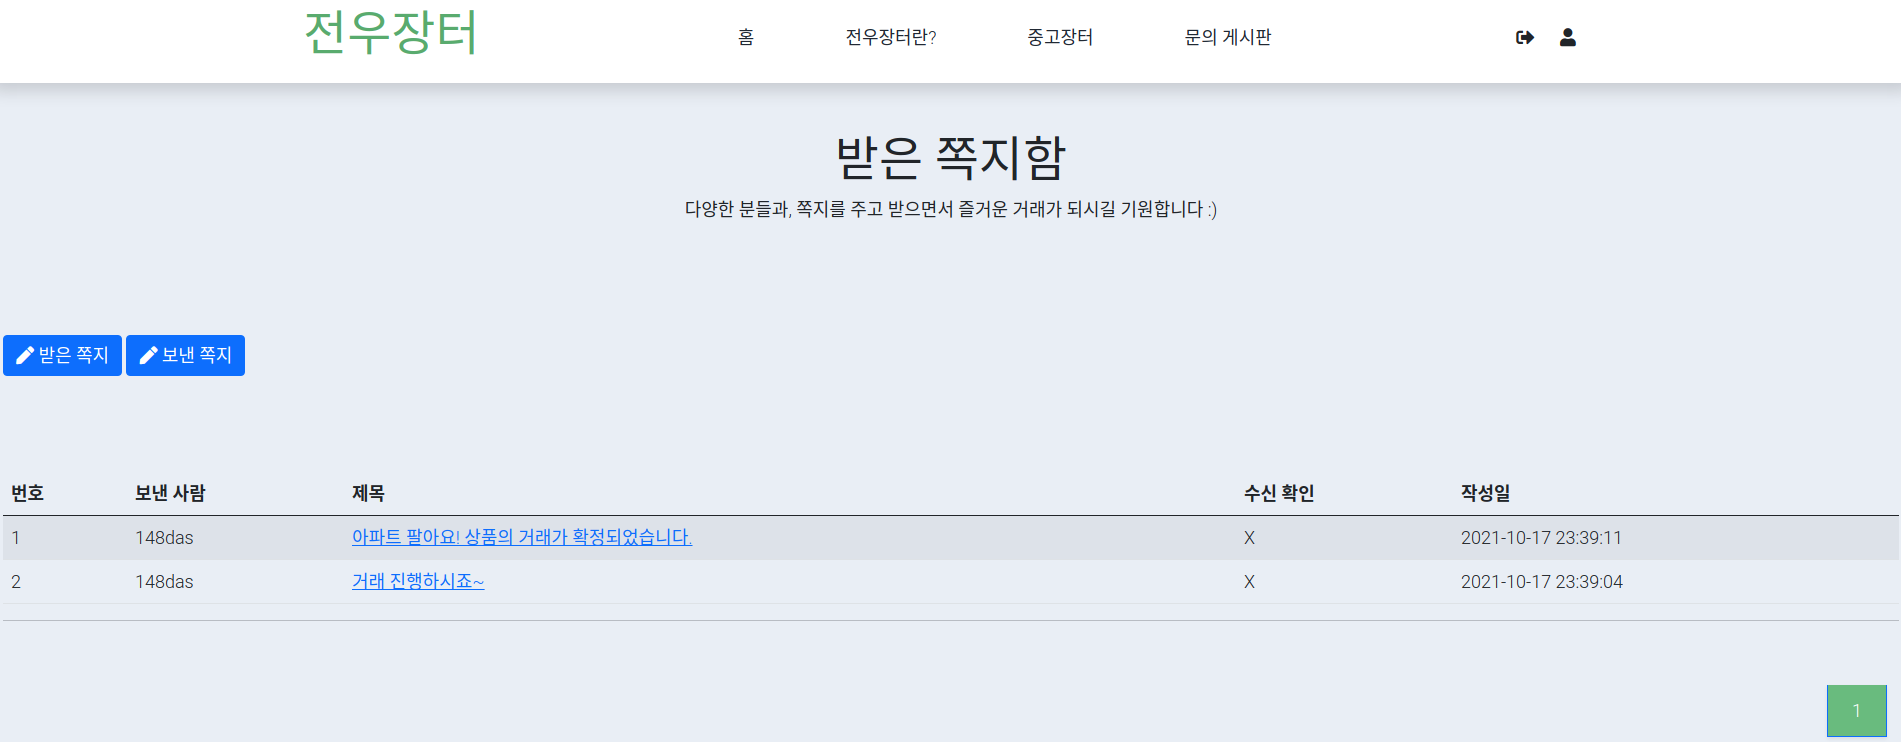 전우장터 홈 전우장터란? 중고장터 문의 게시판
받은 쪽지함
다양한 분들과, 쪽지를 주고 받으면서 즐거운 거래가 되시길 기원합니다 :)
받은 쪽지 보낸 쪽지
번호 보낸 사람 제목 수신 확인 작성일
1 148das 아파트 팔아요! 상품의 거래가 확정되었습니다. X 2021-10-17 23:39:11
2 148das 거래 진행하시죠~ X 2021-10-17 23:39:04
1